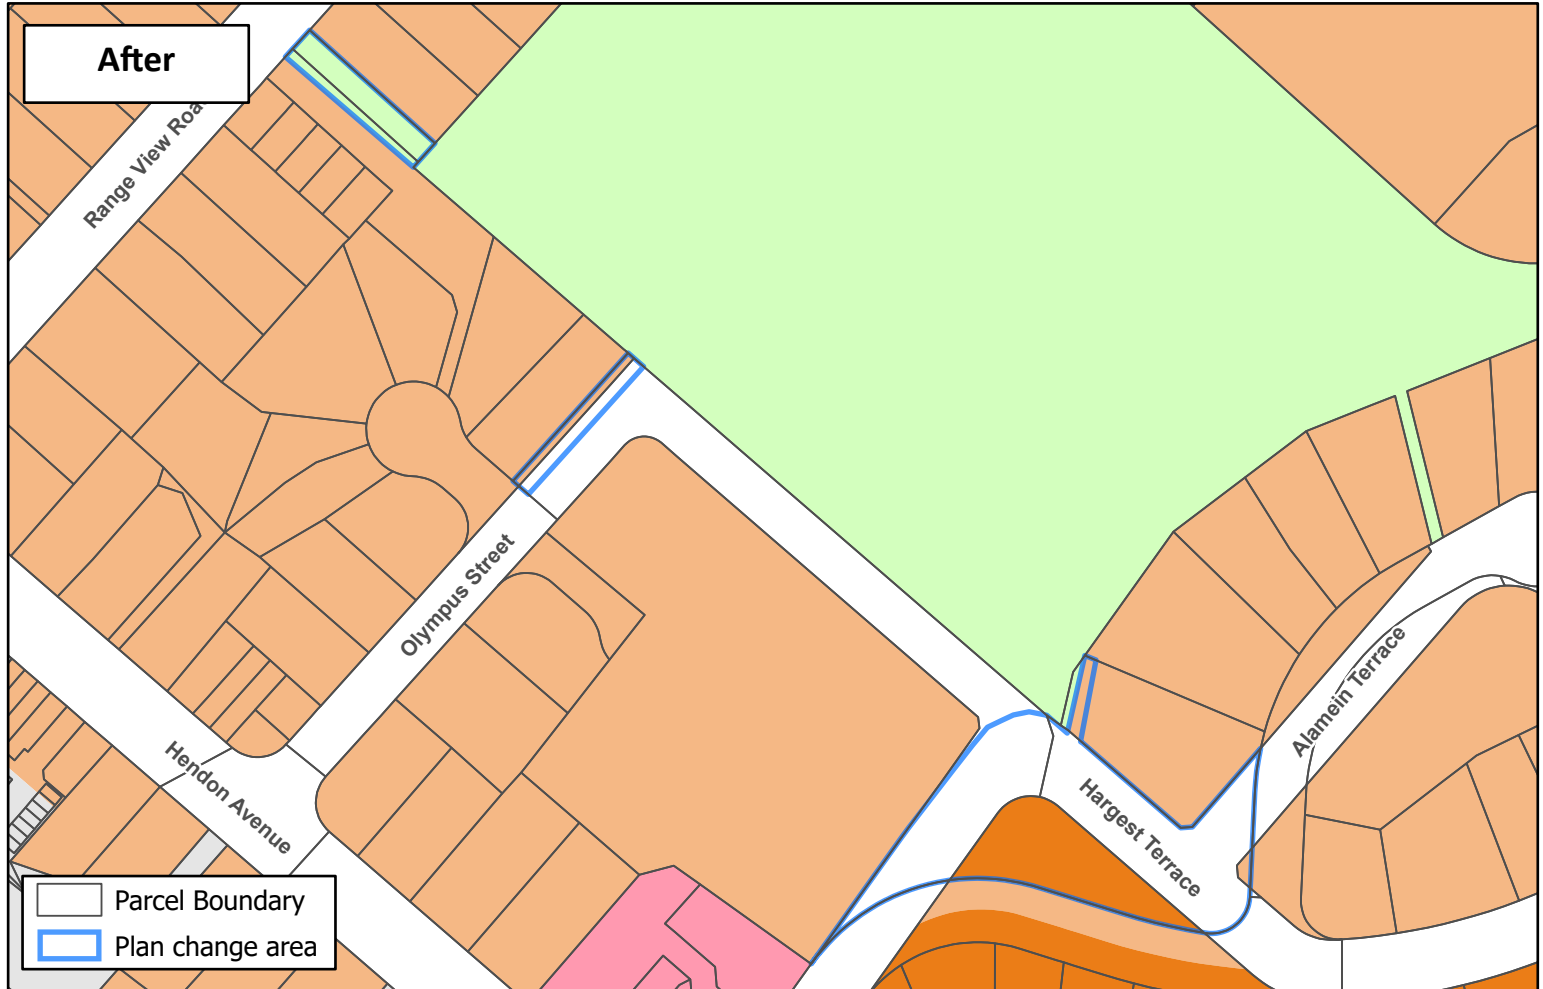 After
Range View Roa
Olympus Street
Alamein Terrace
Hendon Avenue
Hargest Terrace
Parcel Boundary
Plan change area